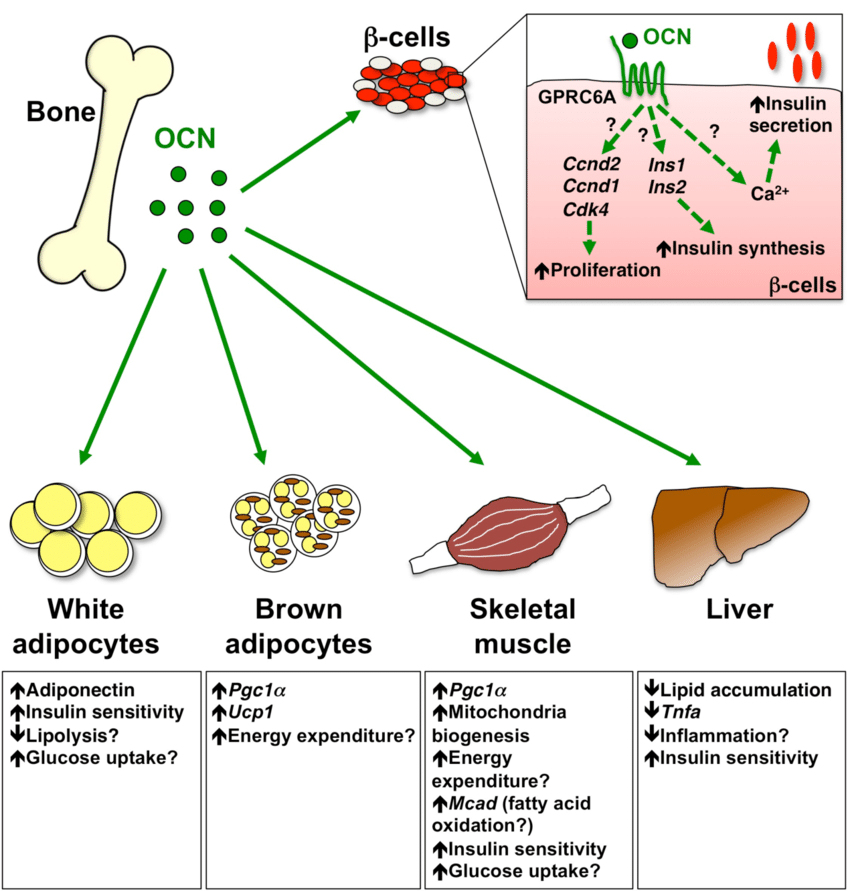 Bone
OCN
β-cells
OCN
GPRC6A
🡅Insulin
secretion
?
?
?
Ccnd2
Ccnd1
Cdk4
Ins1
Ins2
Ca²⁺
🡅Insulin synthesis
🡅Proliferation
β-cells
White
adipocytes
🡅Adiponectin
🡅Insulin sensitivity
🡇Lipolysis?
🡅Glucose uptake?
Brown
adipocytes
🡅Pgc1α
🡅Ucp1
🡅Energy expenditure?
Skeletal
muscle
🡅Pgc1α
🡅Mitochondria
biogenesis
🡅Energy
expenditure?
🡅Mcad (fatty acid
oxidation?)
🡅Insulin sensitivity
🡅Glucose uptake?
Liver
🡇Lipid accumulation
🡇Tnfa
🡇Inflammation?
🡅Insulin sensitivity